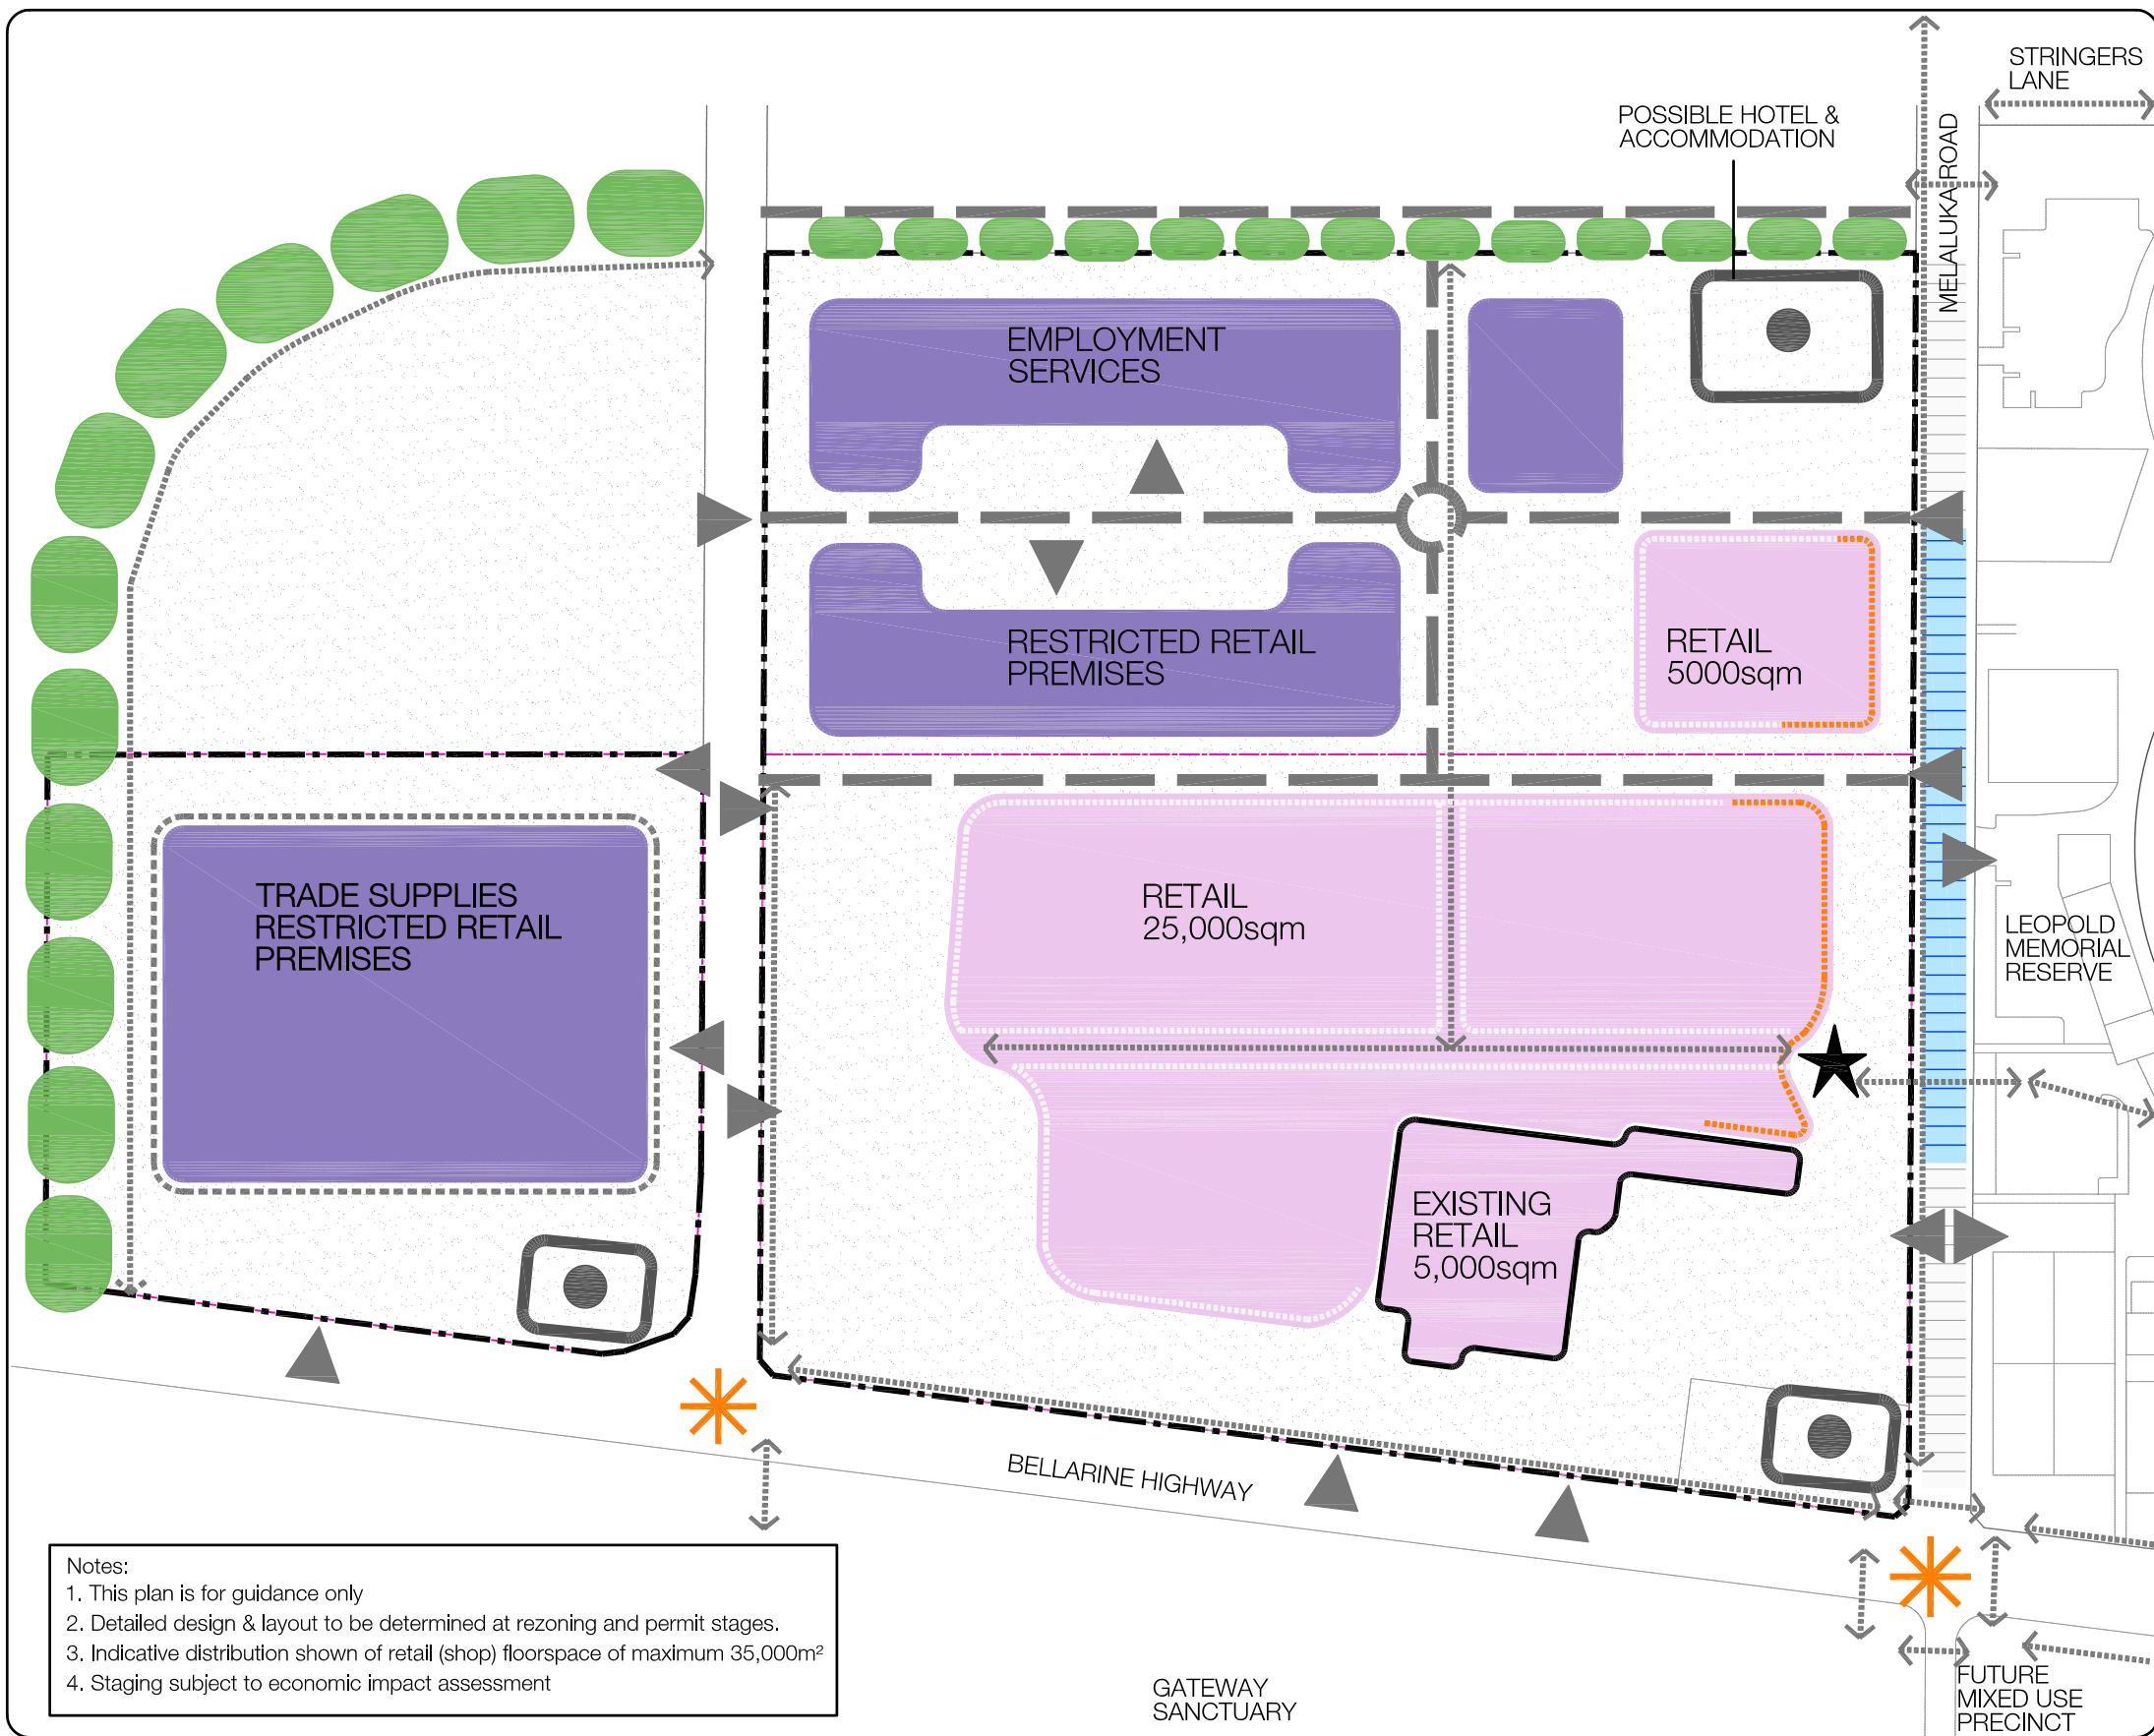 STRINGERS
LANE
POSSIBLE HOTEL &
ACCOMMODATION
MELALUKA ROAD
EMPLOYMENT
SERVICES
RESTRICTED RETAIL
PREMISES
RETAIL
5000sqm
TRADE SUPPLIES
RESTRICTED RETAIL
PREMISES
RETAIL
25,000sqm
LEOPOLD
MEMORIAL
RESERVE
EXISTING
RETAIL
5,000sqm
BELLARINE HIGHWAY
Notes:
1. This plan is for guidance only
2. Detailed design & layout to be determined at rezoning and permit stages.
3. Indicative distribution shown of retail (shop) floorspace of maximum 35,000m²
4. Staging subject to economic impact assessment
GATEWAY
SANCTUARY
FUTURE
MIXED USE
PRECINCT